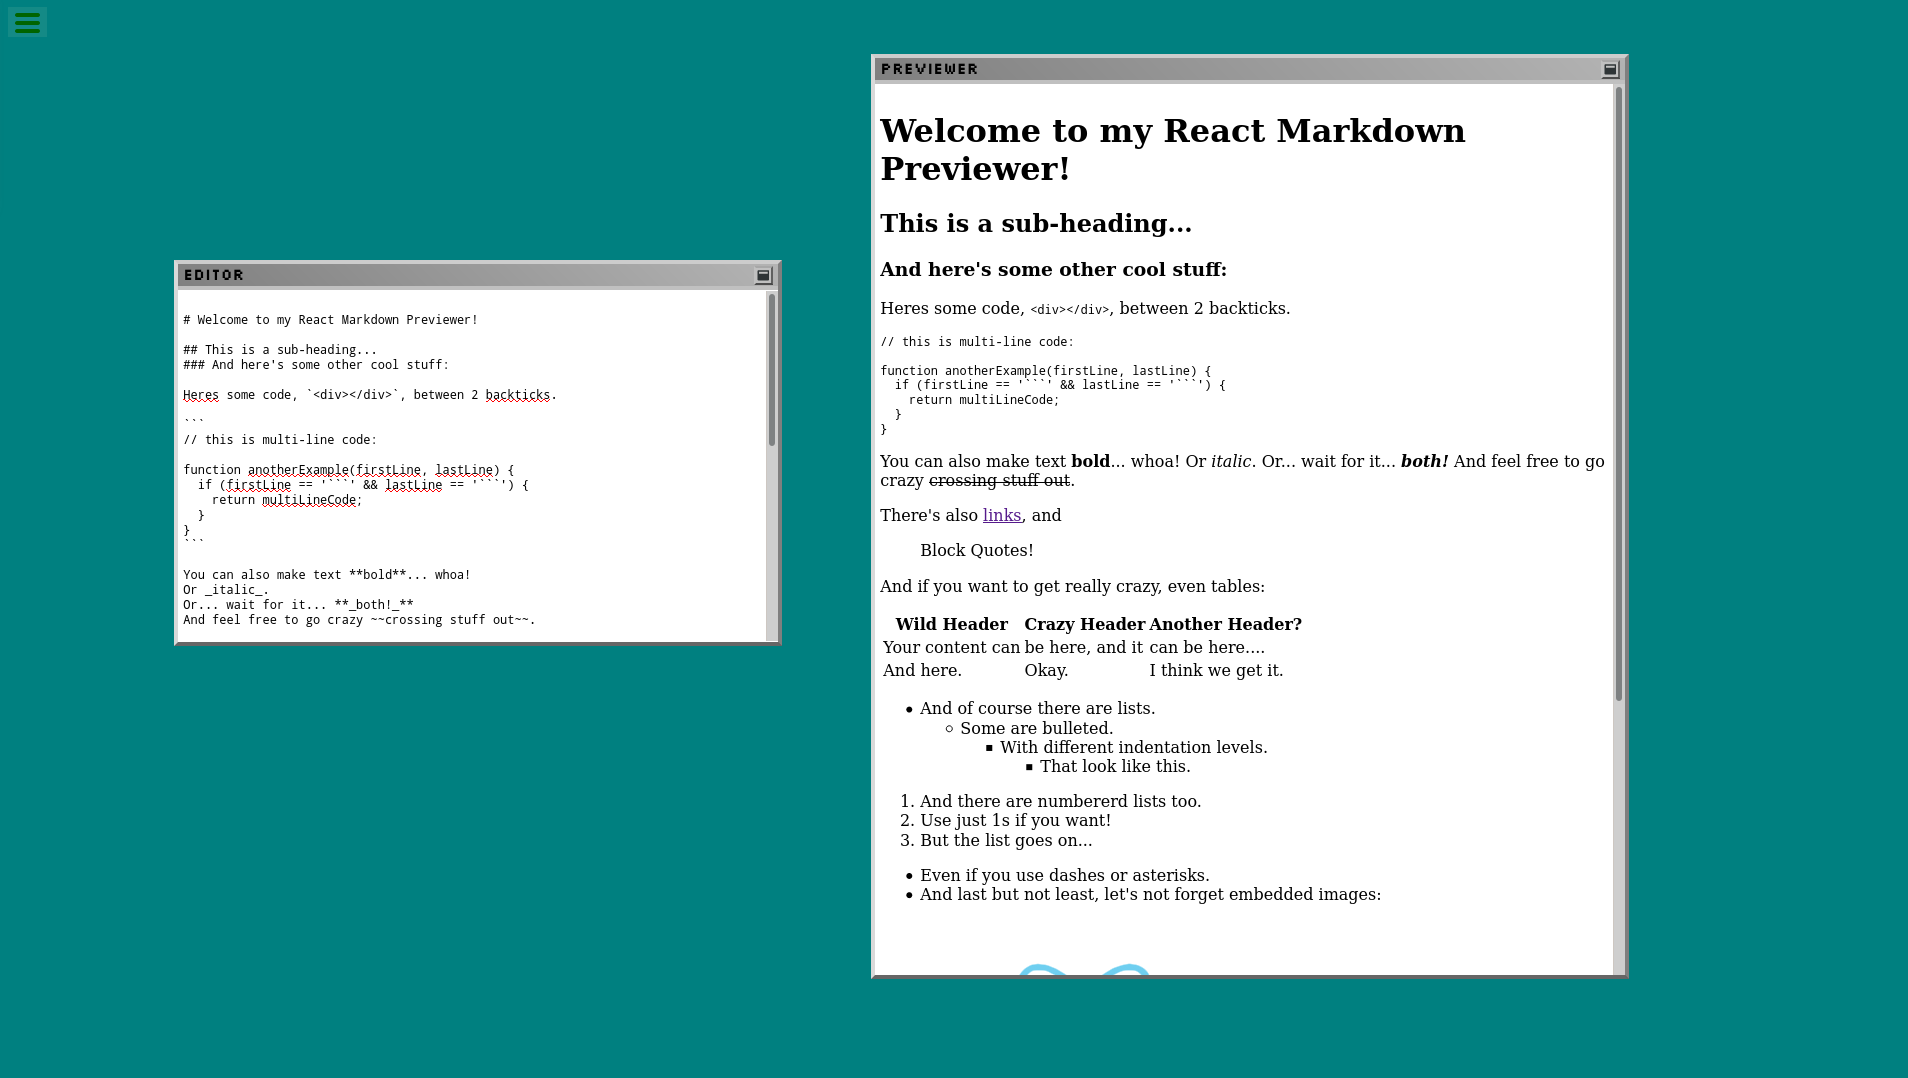 EDITOR
# Welcome to my React Markdown Previewer!
## This is a sub-heading...
### And here's some other cool stuff:
Heres some code, `<div></div>`, between 2 backticks.
```
// this is multi-line code:
function anotherExample(firstLine, lastLine) {
  if (firstLine == '```' && lastLine == '```') {
    return multiLineCode;
  }
}
```
You can also make text **bold**... whoa!
Or _italic_.
Or... wait for it... **_both!_**
And feel free to go crazy ~~crossing stuff out~~.
PREVIEWER
Welcome to my React Markdown
Previewer!
This is a sub-heading...
And here's some other cool stuff:
Heres some code, <div></div>, between 2 backticks.
// this is multi-line code:
function anotherExample(firstLine, lastLine) {
  if (firstLine == '```' && lastLine == '```') {
    return multiLineCode;
  }
}
You can also make text bold... whoa! Or italic. Or... wait for it... both! And feel free to go
crazy crossing stuff out.
There's also links, and
Block Quotes!
And if you want to get really crazy, even tables:
Wild Header Crazy Header Another Header?
Your content can be here, and it can be here....
And here. Okay. I think we get it.
• And of course there are lists.
◦ Some are bulleted.
▪ With different indentation levels.
▪ That look like this.
1. And there are numbererd lists too.
2. Use just 1s if you want!
3. But the list goes on...
• Even if you use dashes or asterisks.
• And last but not least, let's not forget embedded images: